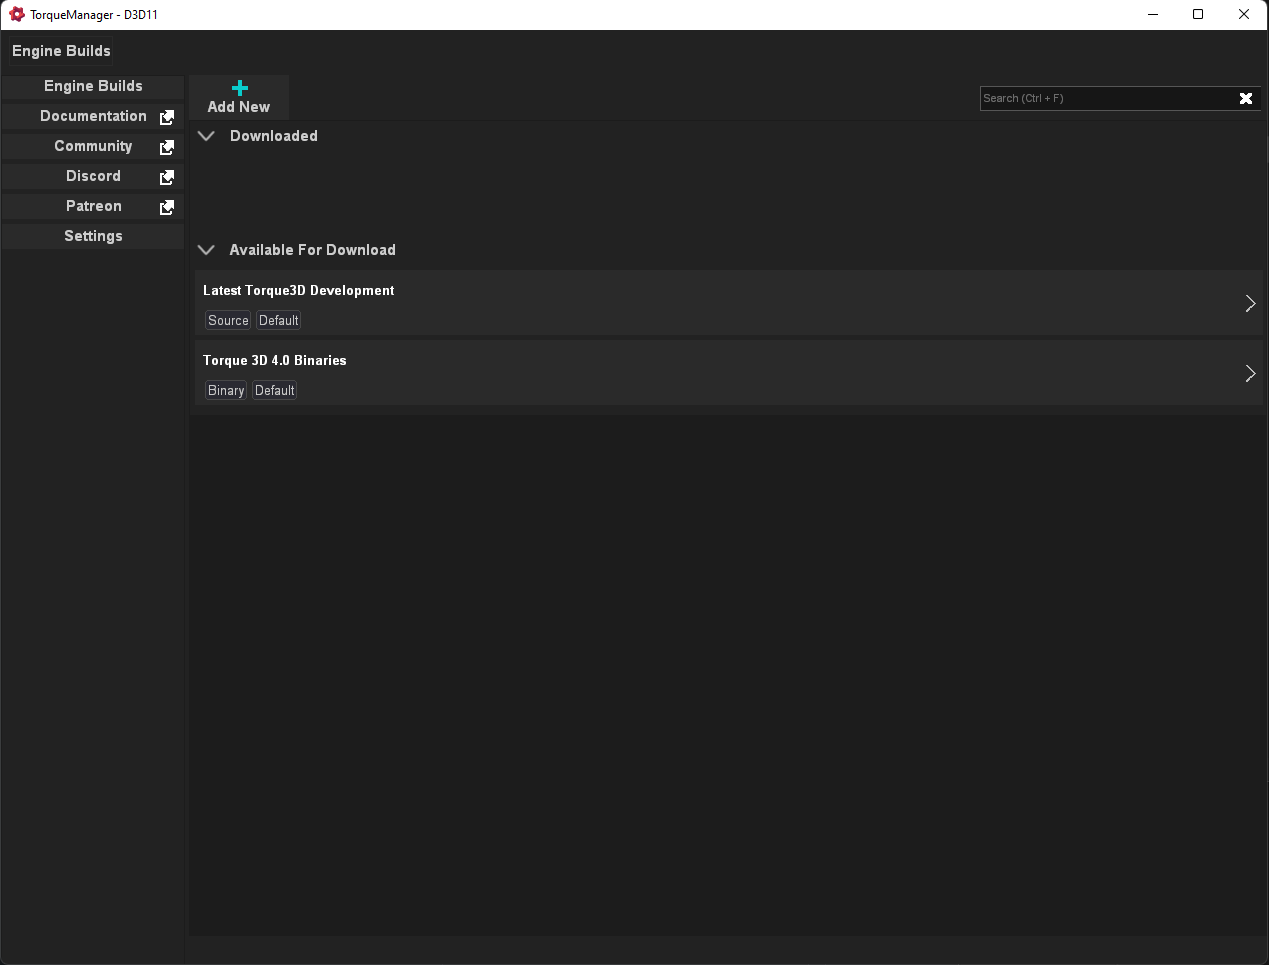 TorqueManager - D3D11
Engine Builds
Engine Builds
Documentation
Community
Discord
Patreon
Settings
Add New
Search (Ctrl + F)
Downloaded
Available For Download
Latest Torque3D Development
Source Default
Torque 3D 4.0 Binaries
Binary Default